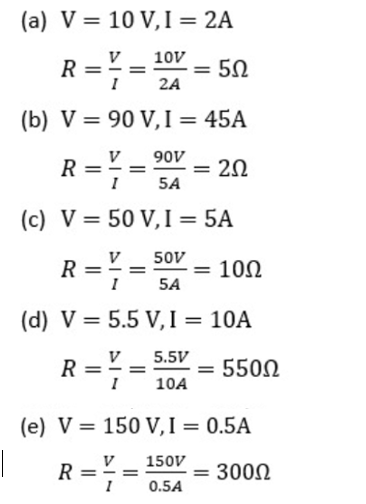 (a) V = 10 V, I = 2A
R = V/I = 10V/2A = 5Ω
(b) V = 90 V, I = 45A
R = V/I = 90V/5A = 2Ω
(c) V = 50 V, I = 5A
R = V/I = 50V/5A = 10Ω
(d) V = 5.5 V, I = 10A
R = V/I = 5.5V/10A = 550Ω
(e) V = 150 V, I = 0.5A
R = V/I = 150V/0.5A = 300Ω